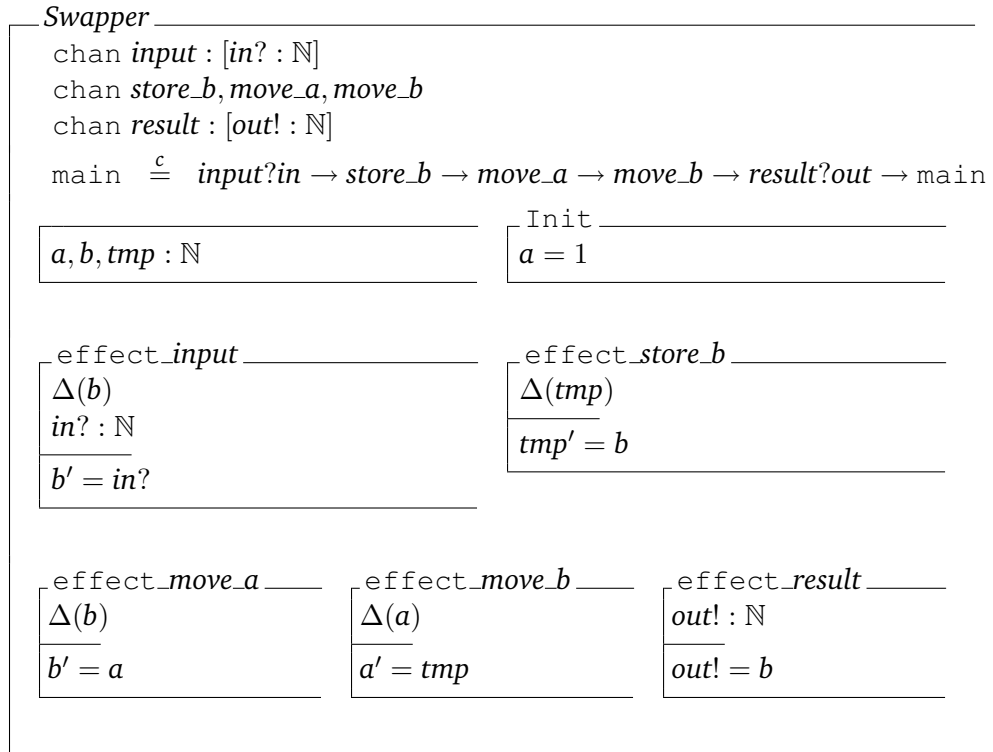 Swapper
chan input : [in? : ℕ]
chan store_b, move_a, move_b
chan result : [out! : ℕ]
main c= input?in → store_b → move_a → move_b → result?out → main
a, b, tmp : ℕ
Init
a = 1
effect_input
Δ(b)
in? : ℕ
b′ = in?
effect_store_b
Δ(tmp)
tmp′ = b
effect_move_a
Δ(b)
b′ = a
effect_move_b
Δ(a)
a′ = tmp
effect_result
out! : ℕ
out! = b